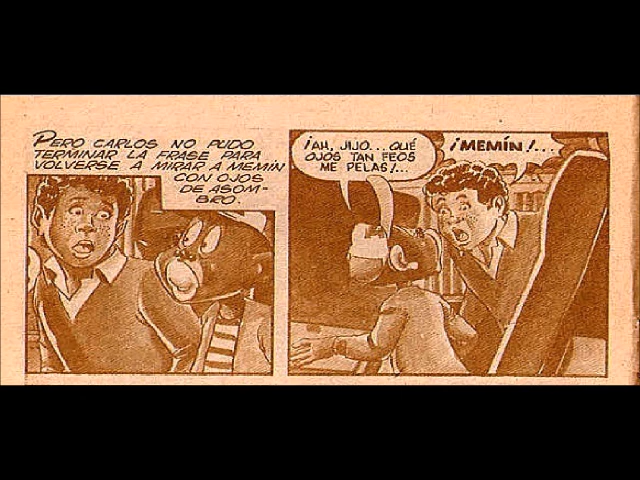 PERO CARLOS NO PUDO
TERMINAR LA FRASE PARA
VOLVERSE A MIRAR A MEMÍN
CON OJOS
DE ASOM-
BRO.
¡AH, JIJO... QUÉ
OJOS TAN FEOS
ME PELAS!...
¡MEMÍN!...